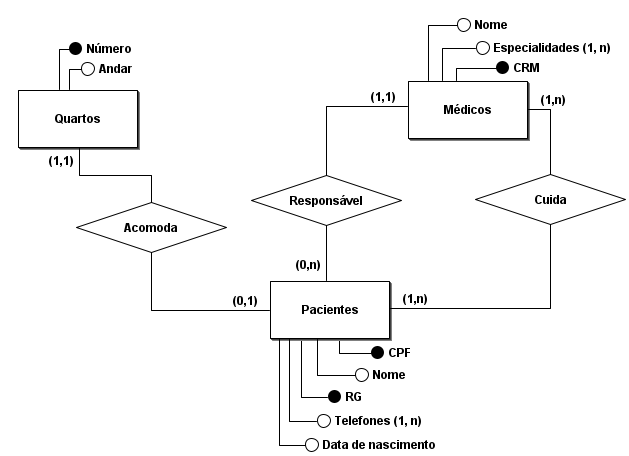 Nome
Número
Especialidades (1, n)
Andar
CRM
(1,1)
(1,n)
Quartos
Médicos
(1,1)
Responsável
Cuida
Acomoda
(0,n)
(0,1)
(1,n)
Pacientes
CPF
Nome
RG
Telefones (1, n)
Data de nascimento